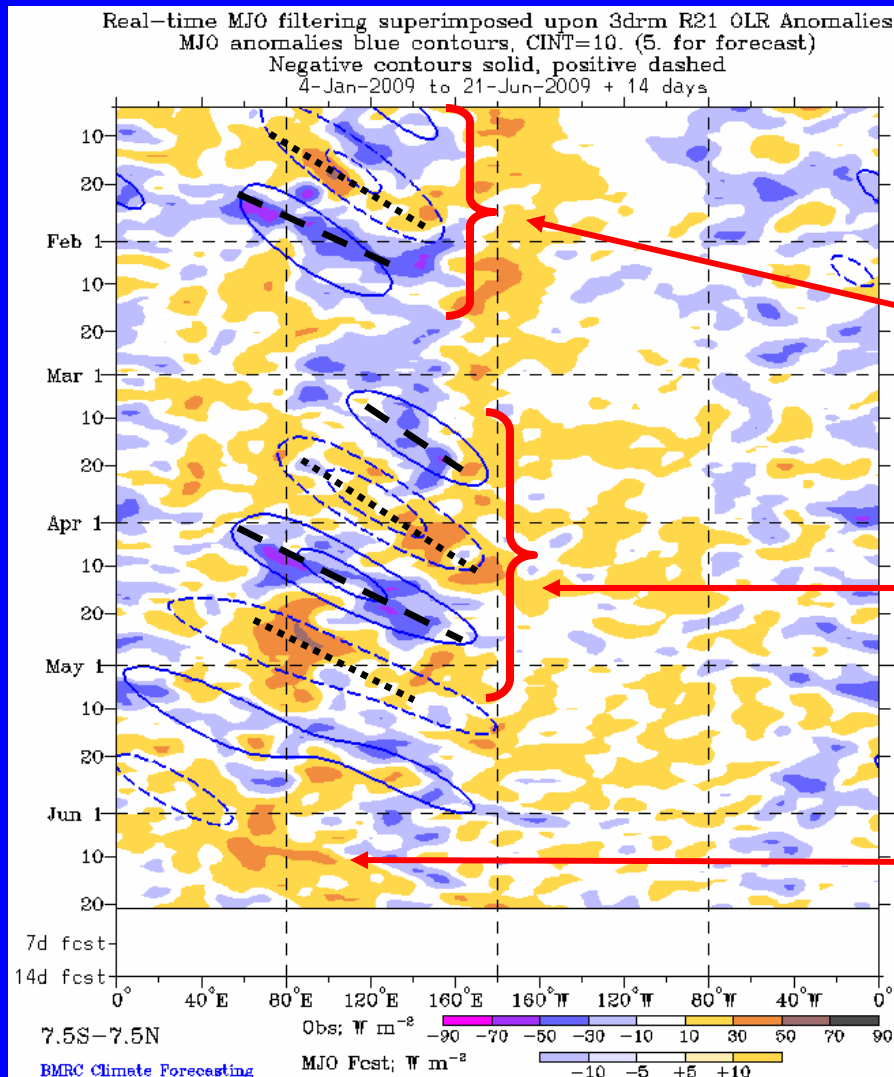 Real-time MJO filtering superimposed upon 3drm R21 OLR Anomalies
MJO anomalies blue contours, CINT=10. (5. for forecast)
Negative contours solid, positive dashed
4-Jan-2009 to 21-Jun-2009 + 14 days
10
20
Feb 1
10
20
Mar 1
10
20
Apr 1
10
20
May 1
10
20
Jun 1
10
20
7d fcst
14d fcst
0° 40°E 80°E 120°E 160°E 160°W 120°W 80°W 40°W 0°
7.5S-7.5N
Obs; W m⁻²
-90 -70 -50 -30 -10 10 30 50 70 90
BMRC Climate Forecasting
MJO Fcst; W m⁻²
-10 -5 +5 +10